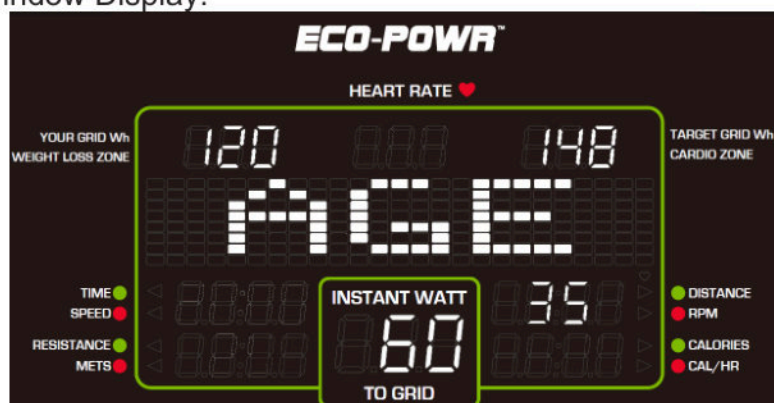 indow Display:
ECO-POWR™
HEART RATE
YOUR GRID Wh
WEIGHT LOSS ZONE
120
148
TARGET GRID Wh
CARDIO ZONE
AGE
TIME
SPEED
RESISTANCE
METS
INSTANT WATT
60
TO GRID
35
DISTANCE
RPM
CALORIES
CAL/HR